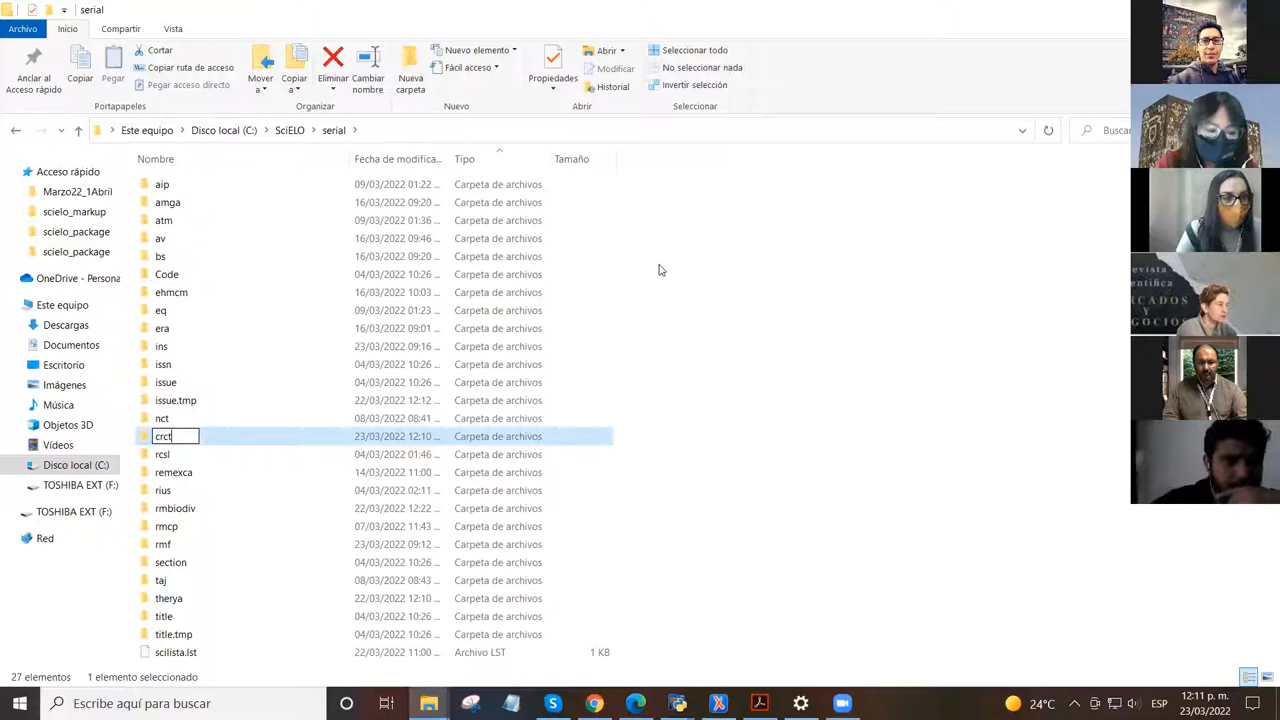 serial
Archivo Inicio Compartir Vista
Anclar al Acceso rápido
Copiar
Pegar
Cortar
Copiar ruta de acceso
Pegar acceso directo
Portapapeles
Mover a
Copiar a
Eliminar
Cambiar nombre
Organizar
Nueva carpeta
Nuevo elemento
Fácil acceso
Nuevo
Propiedades
Abrir
Modificar
Historial
Abrir
Seleccionar todo
No seleccionar nada
Invertir selección
Seleccionar
Este equipo > Disco local (C:) > SciELO > serial >
Buscar
Acceso rápido
Marzo22_1Abril
scielo_markup
scielo_package
scielo_package
OneDrive - Persona
Este equipo
Descargas
Documentos
Escritorio
Imágenes
Música
Objetos 3D
Vídeos
Disco local (C:)
TOSHIBA EXT (F:)
TOSHIBA EXT (F:)
Red
Nombre Fecha de modifica... Tipo Tamaño
aip 09/03/2022 01:22 ... Carpeta de archivos
amga 16/03/2022 09:20 ... Carpeta de archivos
atm 09/03/2022 01:36 ... Carpeta de archivos
av 16/03/2022 09:46 ... Carpeta de archivos
bs 16/03/2022 09:20 ... Carpeta de archivos
Code 04/03/2022 10:26 ... Carpeta de archivos
ehmcm 16/03/2022 10:03 ... Carpeta de archivos
eq 09/03/2022 01:23 ... Carpeta de archivos
era 16/03/2022 09:01 ... Carpeta de archivos
ins 23/03/2022 09:16 ... Carpeta de archivos
issn 04/03/2022 10:26 ... Carpeta de archivos
issue 04/03/2022 10:26 ... Carpeta de archivos
issue.tmp 22/03/2022 12:12 ... Carpeta de archivos
nct 08/03/2022 08:41 ... Carpeta de archivos
crct 23/03/2022 12:10 ... Carpeta de archivos
rcsl 04/03/2022 01:46 ... Carpeta de archivos
remexca 14/03/2022 11:00 ... Carpeta de archivos
rius 04/03/2022 02:11 ... Carpeta de archivos
rmbiodiv 22/03/2022 12:22 ... Carpeta de archivos
rmcp 07/03/2022 11:43 ... Carpeta de archivos
rmf 23/03/2022 09:12 ... Carpeta de archivos
section 04/03/2022 10:26 ... Carpeta de archivos
taj 08/03/2022 08:43 ... Carpeta de archivos
therya 22/03/2022 12:10 ... Carpeta de archivos
title 04/03/2022 10:26 ... Carpeta de archivos
title.tmp 04/03/2022 10:26 ... Carpeta de archivos
scilista.lst 22/03/2022 11:00 ... Archivo LST 1 KB
27 elementos 1 elemento seleccionado
Escribe aquí para buscar
24°C
ESP
12:11 p. m.
23/03/2022